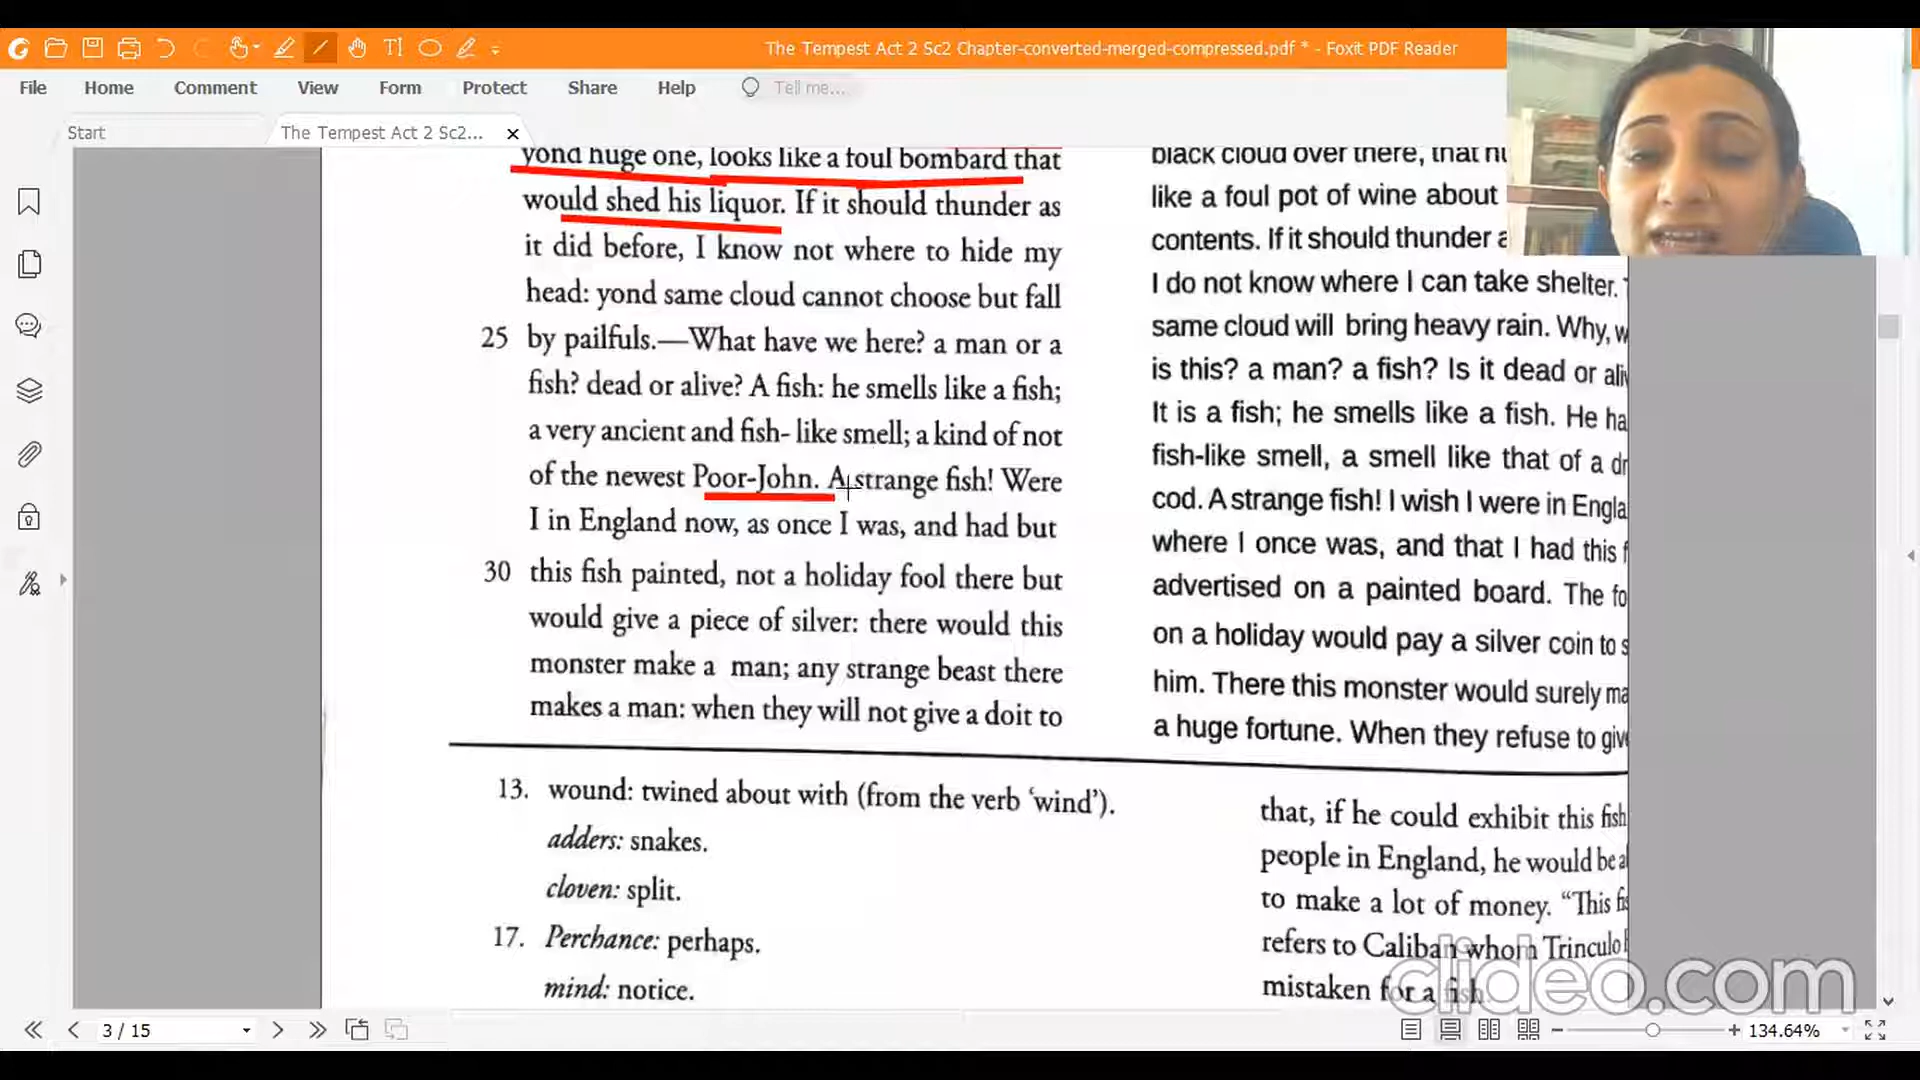 The Tempest Act 2 Sc2 Chapter-converted-merged-compressed.pdf * - Foxit PDF Reader
File Home Comment View Form Protect Share Help Tell me...
Start The Tempest Act 2 Sc2...
yond huge one, looks like a foul bombard that
would shed his liquor. If it should thunder as
it did before, I know not where to hide my
head: yond same cloud cannot choose but fall
25 by pailfuls.—What have we here? a man or a
fish? dead or alive? A fish: he smells like a fish;
a very ancient and fish- like smell; a kind of not
of the newest Poor-John. A strange fish! Were
I in England now, as once I was, and had but
30 this fish painted, not a holiday fool there but
would give a piece of silver: there would this
monster make a man; any strange beast there
makes a man: when they will not give a doit to
black cloud over there, that
like a foul pot of wine about
contents. If it should thunder
I do not know where I can take shelter.
same cloud will bring heavy rain. Why,
is this? a man? a fish? Is it dead or
It is a fish; he smells like a fish. He
fish-like smell, a smell like that of a
cod. A strange fish! I wish I were in
where I once was, and that I had this
advertised on a painted board. The
on a holiday would pay a silver coin to
him. There this monster would surely
a huge fortune. When they refuse to
13. wound: twined about with (from the verb ‘wind’).
adders: snakes.
cloven: split.
17. Perchance: perhaps.
mind: notice.
that, if he could exhibit this fish
people in England, he would be
to make a lot of money. “This
refers to Caliban whom Trinculo
mistaken for a fish.
clideo.com
3 / 15
134.64%